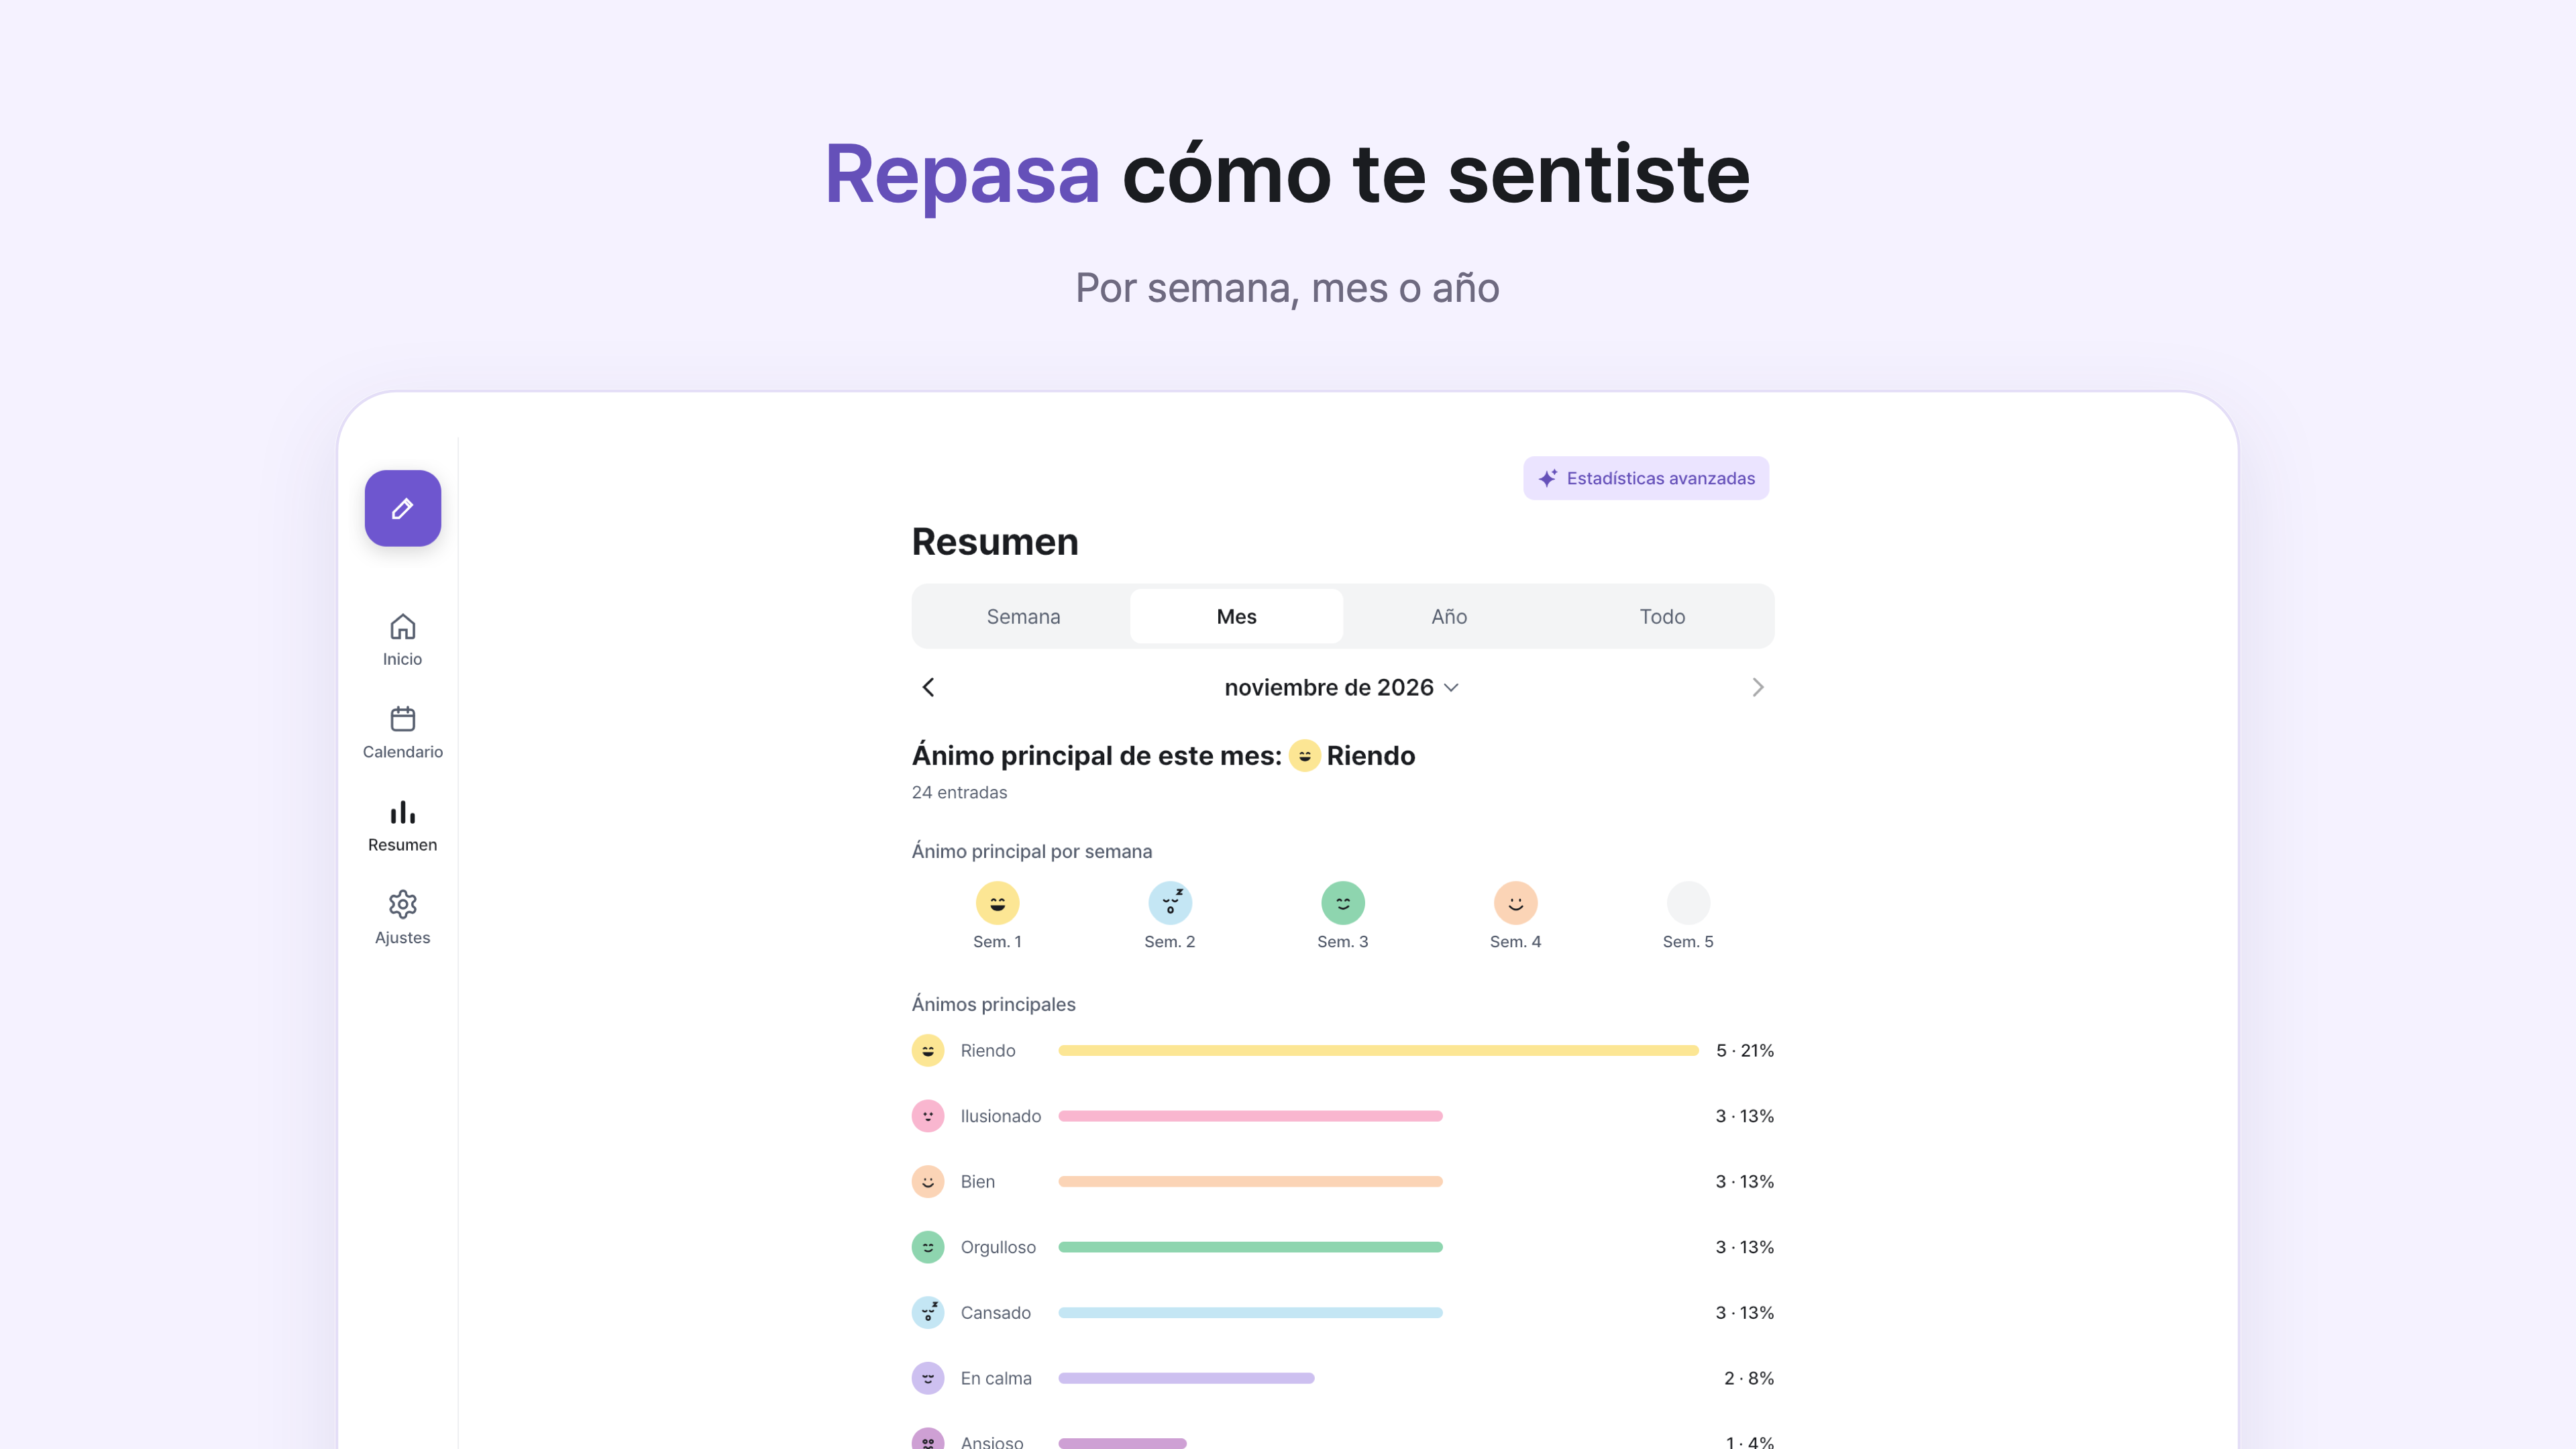 Repasa cómo te sentiste
Por semana, mes o año
Estadísticas avanzadas
Resumen
Semana
Mes
Año
Todo
noviembre de 2026
Ánimo principal de este mes: Riendo
24 entradas
Ánimo principal por semana
Sem. 1
Sem. 2
Sem. 3
Sem. 4
Sem. 5
Ánimos principales
Riendo 5 · 21%
Ilusionado 3 · 13%
Bien 3 · 13%
Orgulloso 3 · 13%
Cansado 3 · 13%
En calma 2 · 8%
Ansioso 1 · 4%
Inicio
Calendario
Resumen
Ajustes